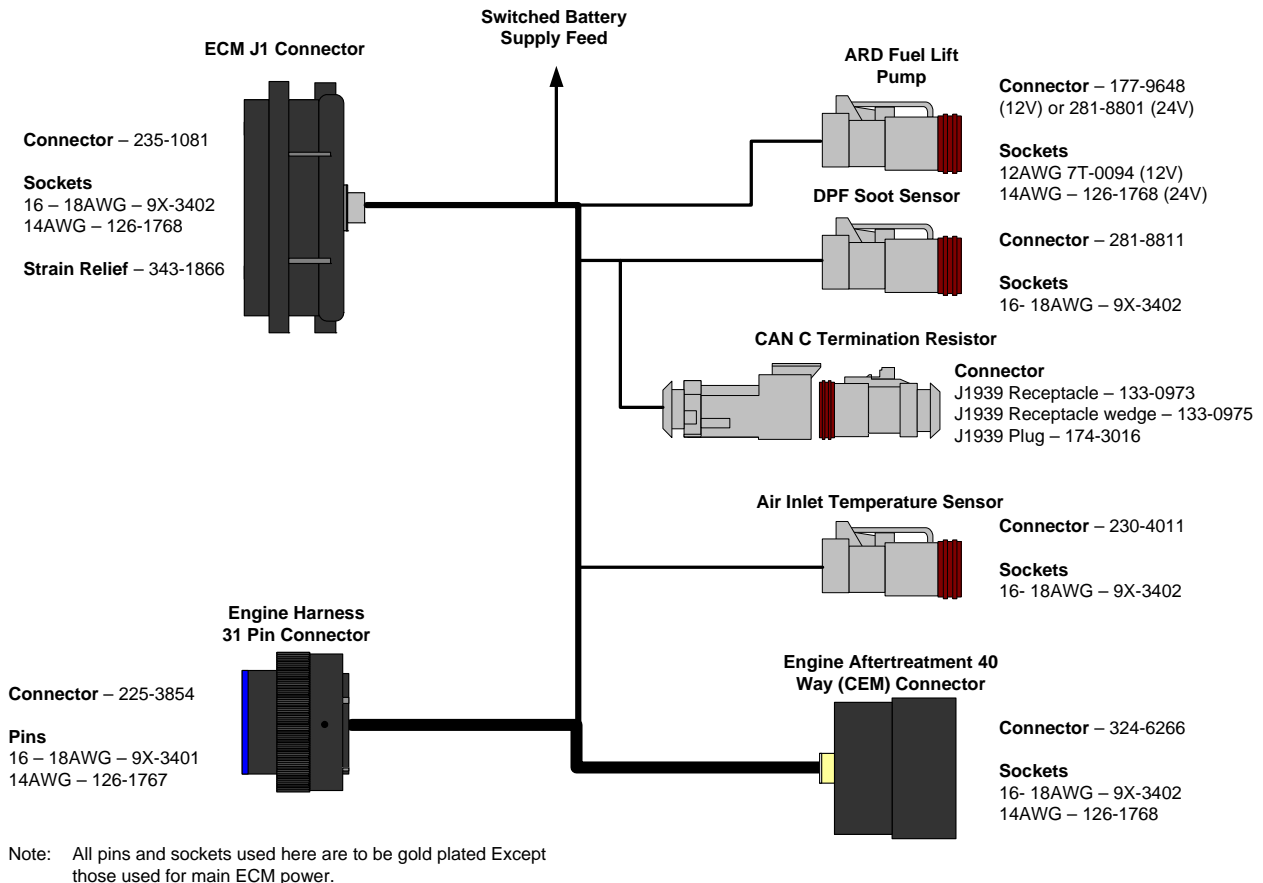 Switched Battery
Supply Feed
ECM J1 Connector
Connector – 235-1081
Sockets
16 – 18AWG – 9X-3402
14AWG – 126-1768
Strain Relief – 343-1866
ARD Fuel Lift
Pump
Connector – 177-9648
(12V) or 281-8801 (24V)
Sockets
12AWG 7T-0094 (12V)
14AWG – 126-1768 (24V)
DPF Soot Sensor
Connector – 281-8811
Sockets
16- 18AWG – 9X-3402
CAN C Termination Resistor
Connector
J1939 Receptacle – 133-0973
J1939 Receptacle wedge – 133-0975
J1939 Plug – 174-3016
Air Inlet Temperature Sensor
Connector – 230-4011
Sockets
16- 18AWG – 9X-3402
Engine Harness
31 Pin Connector
Connector – 225-3854
Pins
16 – 18AWG – 9X-3401
14AWG – 126-1767
Engine Aftertreatment 40
Way (CEM) Connector
Connector – 324-6266
Sockets
16- 18AWG – 9X-3402
14AWG – 126-1768
Note: All pins and sockets used here are to be gold plated Except
those used for main ECM power.